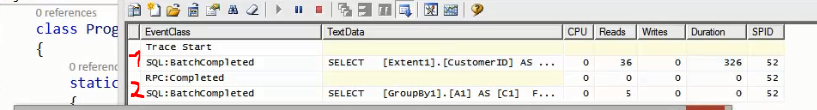 0 references
class Prog
{
0 referenc
static
{
EventClass TextData CPU Reads Writes Duration SPID
Trace Start
1 SQL:BatchCompleted SELECT [Extent1].[CustomerID] AS ... 0 36 0 326 52
RPC:Completed 0 0 0 0 52
2 SQL:BatchCompleted SELECT [GroupBy1].[A1] AS [C1] F... 0 5 0 0 52